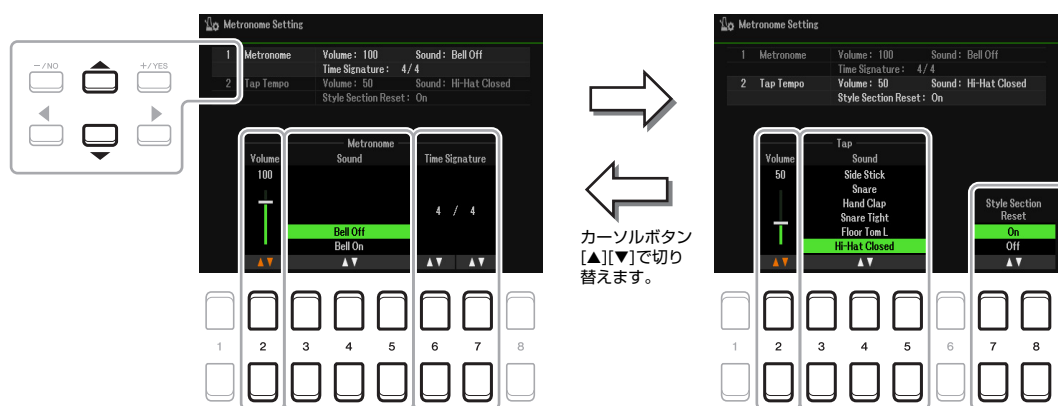 Metronome Setting
1 Metronome Volume : 100 Sound : Bell Off
Time Signature : 4/4
2 Tap Tempo Volume : 50 Sound : Hi-Hat Closed
Style Section Reset : On
-/NO
+/YES
Metronome
Volume Sound Time Signature
100
4 / 4
Bell Off
Bell On
1 2 3 4 5 6 7 8
カーソルボタン
[▲][▼]で切り
替えます。
Metronome Setting
1 Metronome Volume : 100 Sound : Bell Off
Time Signature : 4/4
2 Tap Tempo Volume : 50 Sound : Hi-Hat Closed
Style Section Reset : On
Tap
Volume Sound
50 Side Stick
Snare
Hand Clap
Snare Tight
Floor Tom L
Hi-Hat Closed
Style Section
Reset
On
Off
1 2 3 4 5 6 7 8